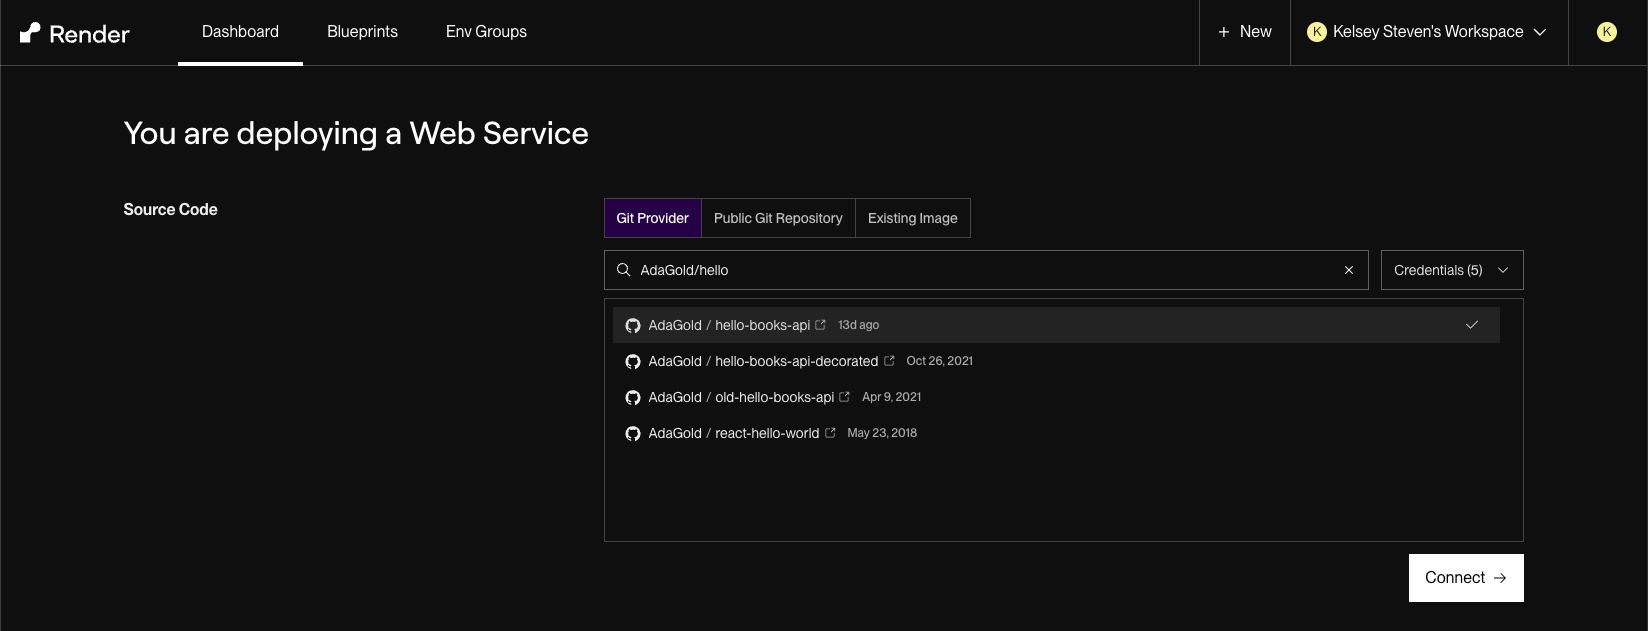 Render
Dashboard
Blueprints
Env Groups
+ New
K Kelsey Steven's Workspace
K
You are deploying a Web Service
Source Code
Git Provider
Public Git Repository
Existing Image
AdaGold/hello
Credentials (5)
AdaGold / hello-books-api 13d ago
AdaGold / hello-books-api-decorated Oct 26, 2021
AdaGold / old-hello-books-api Apr 9, 2021
AdaGold / react-hello-world May 23, 2018
Connect →